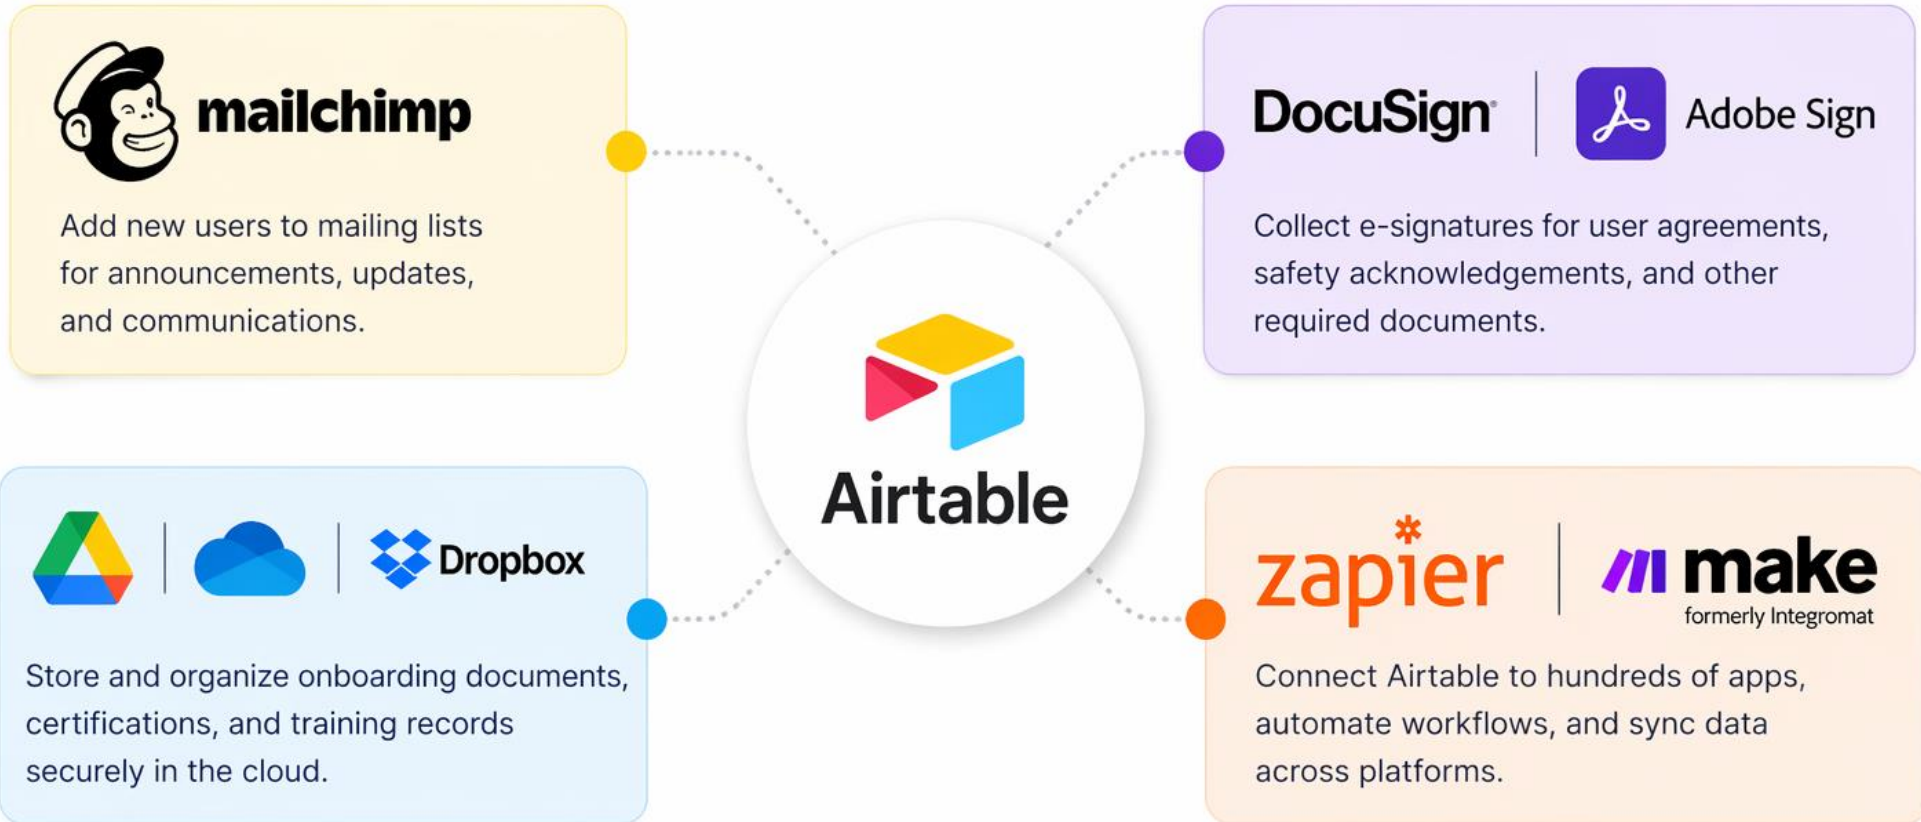 mailchimp
Add new users to mailing lists
for announcements, updates,
and communications.
DocuSign
Adobe Sign
Collect e-signatures for user agreements,
safety acknowledgements, and other
required documents.
Airtable
Dropbox
Store and organize onboarding documents,
certifications, and training records
securely in the cloud.
zapier
make
formerly Integromat
Connect Airtable to hundreds of apps,
automate workflows, and sync data
across platforms.